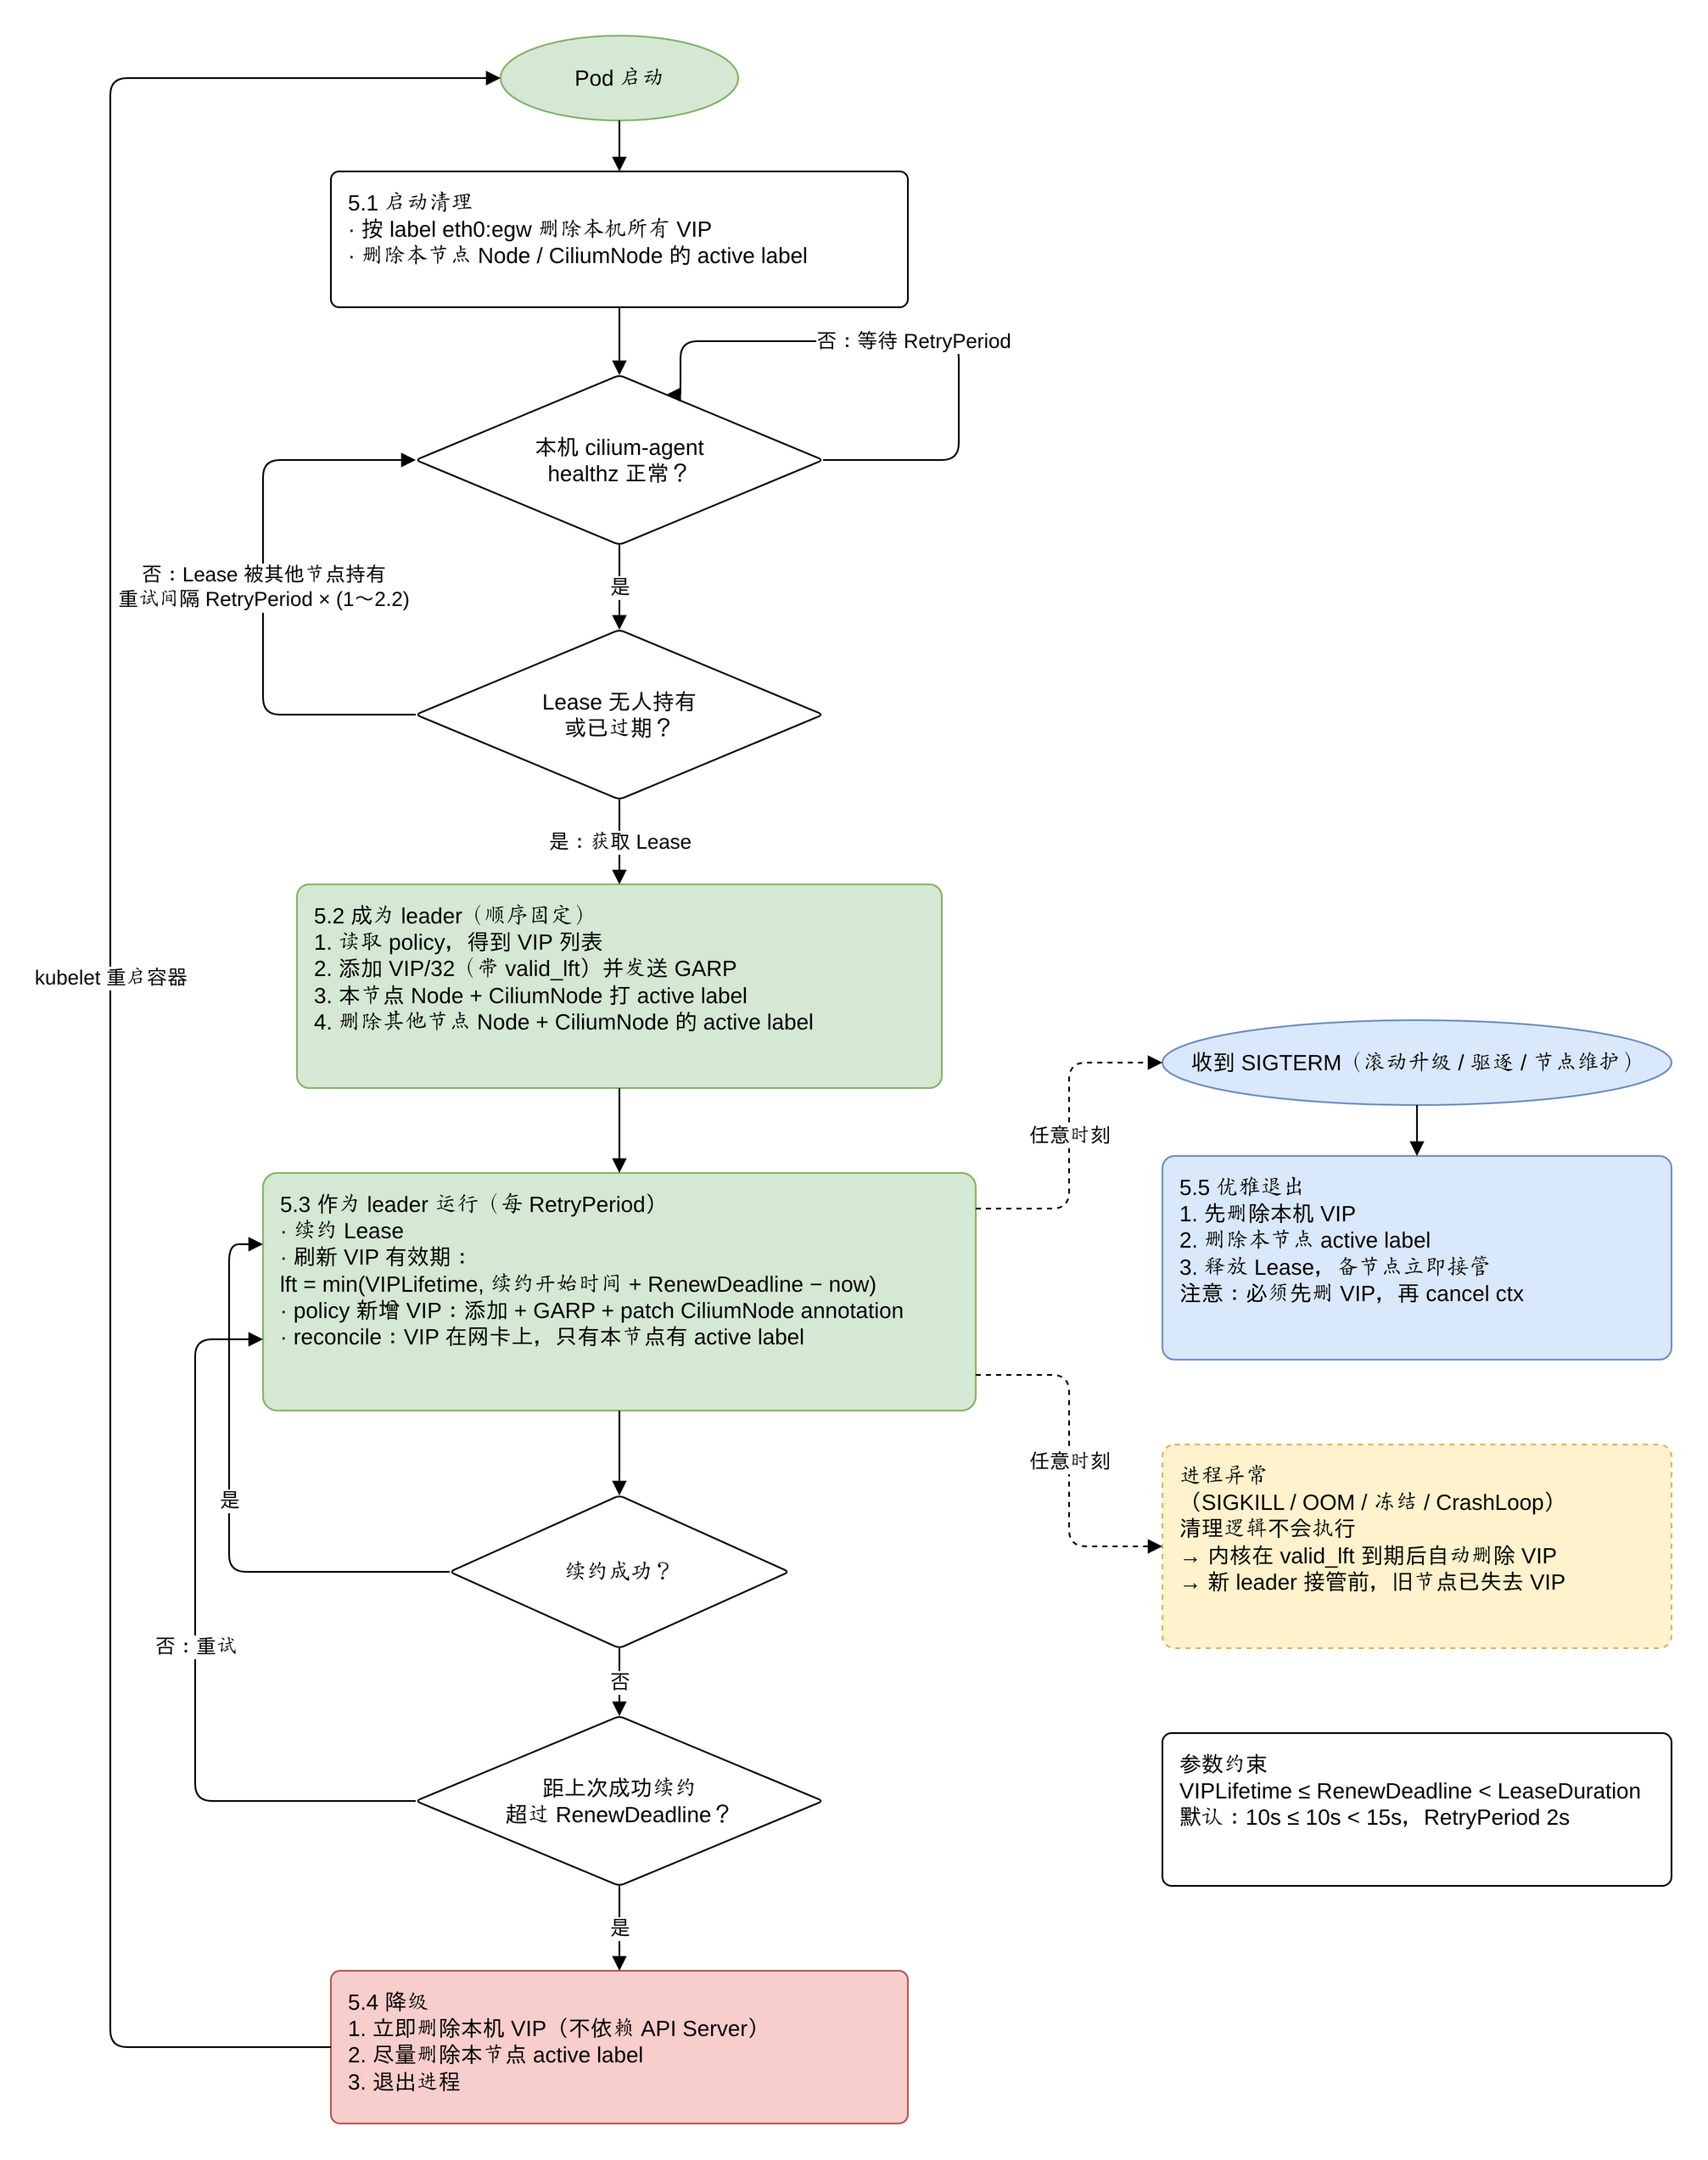 Pod 启动
5.1 启动清理
· 按 label eth0:egw 删除本机所有 VIP
· 删除本节点 Node / CiliumNode 的 active label
否：等待 RetryPeriod
本机 cilium-agent
healthz 正常？
否：Lease 被其他节点持有
重试间隔 RetryPeriod × (1～2.2)
是
Lease 无人持有
或已过期？
是：获取 Lease
5.2 成为 leader（顺序固定）
1. 读取 policy，得到 VIP 列表
2. 添加 VIP/32（带 valid_lft）并发送 GARP
3. 本节点 Node + CiliumNode 打 active label
4. 删除其他节点 Node + CiliumNode 的 active label
kubelet 重启容器
收到 SIGTERM（滚动升级 / 驱逐 / 节点维护）
任意时刻
5.3 作为 leader 运行（每 RetryPeriod）
· 续约 Lease
· 刷新 VIP 有效期：
lft = min(VIPLifetime, 续约开始时间 + RenewDeadline − now)
· policy 新增 VIP：添加 + GARP + patch CiliumNode annotation
· reconcile：VIP 在网卡上，只有本节点有 active label
5.5 优雅退出
1. 先删除本机 VIP
2. 删除本节点 active label
3. 释放 Lease，备节点立即接管
注意：必须先删 VIP，再 cancel ctx
任意时刻
进程异常
（SIGKILL / OOM / 冻结 / CrashLoop）
清理逻辑不会执行
→ 内核在 valid_lft 到期后自动删除 VIP
→ 新 leader 接管前，旧节点已失去 VIP
是
续约成功？
否：重试
否
距上次成功续约
超过 RenewDeadline？
参数约束
VIPLifetime ≤ RenewDeadline < LeaseDuration
默认：10s ≤ 10s < 15s，RetryPeriod 2s
是
5.4 降级
1. 立即删除本机 VIP（不依赖 API Server）
2. 尽量删除本节点 active label
3. 退出进程